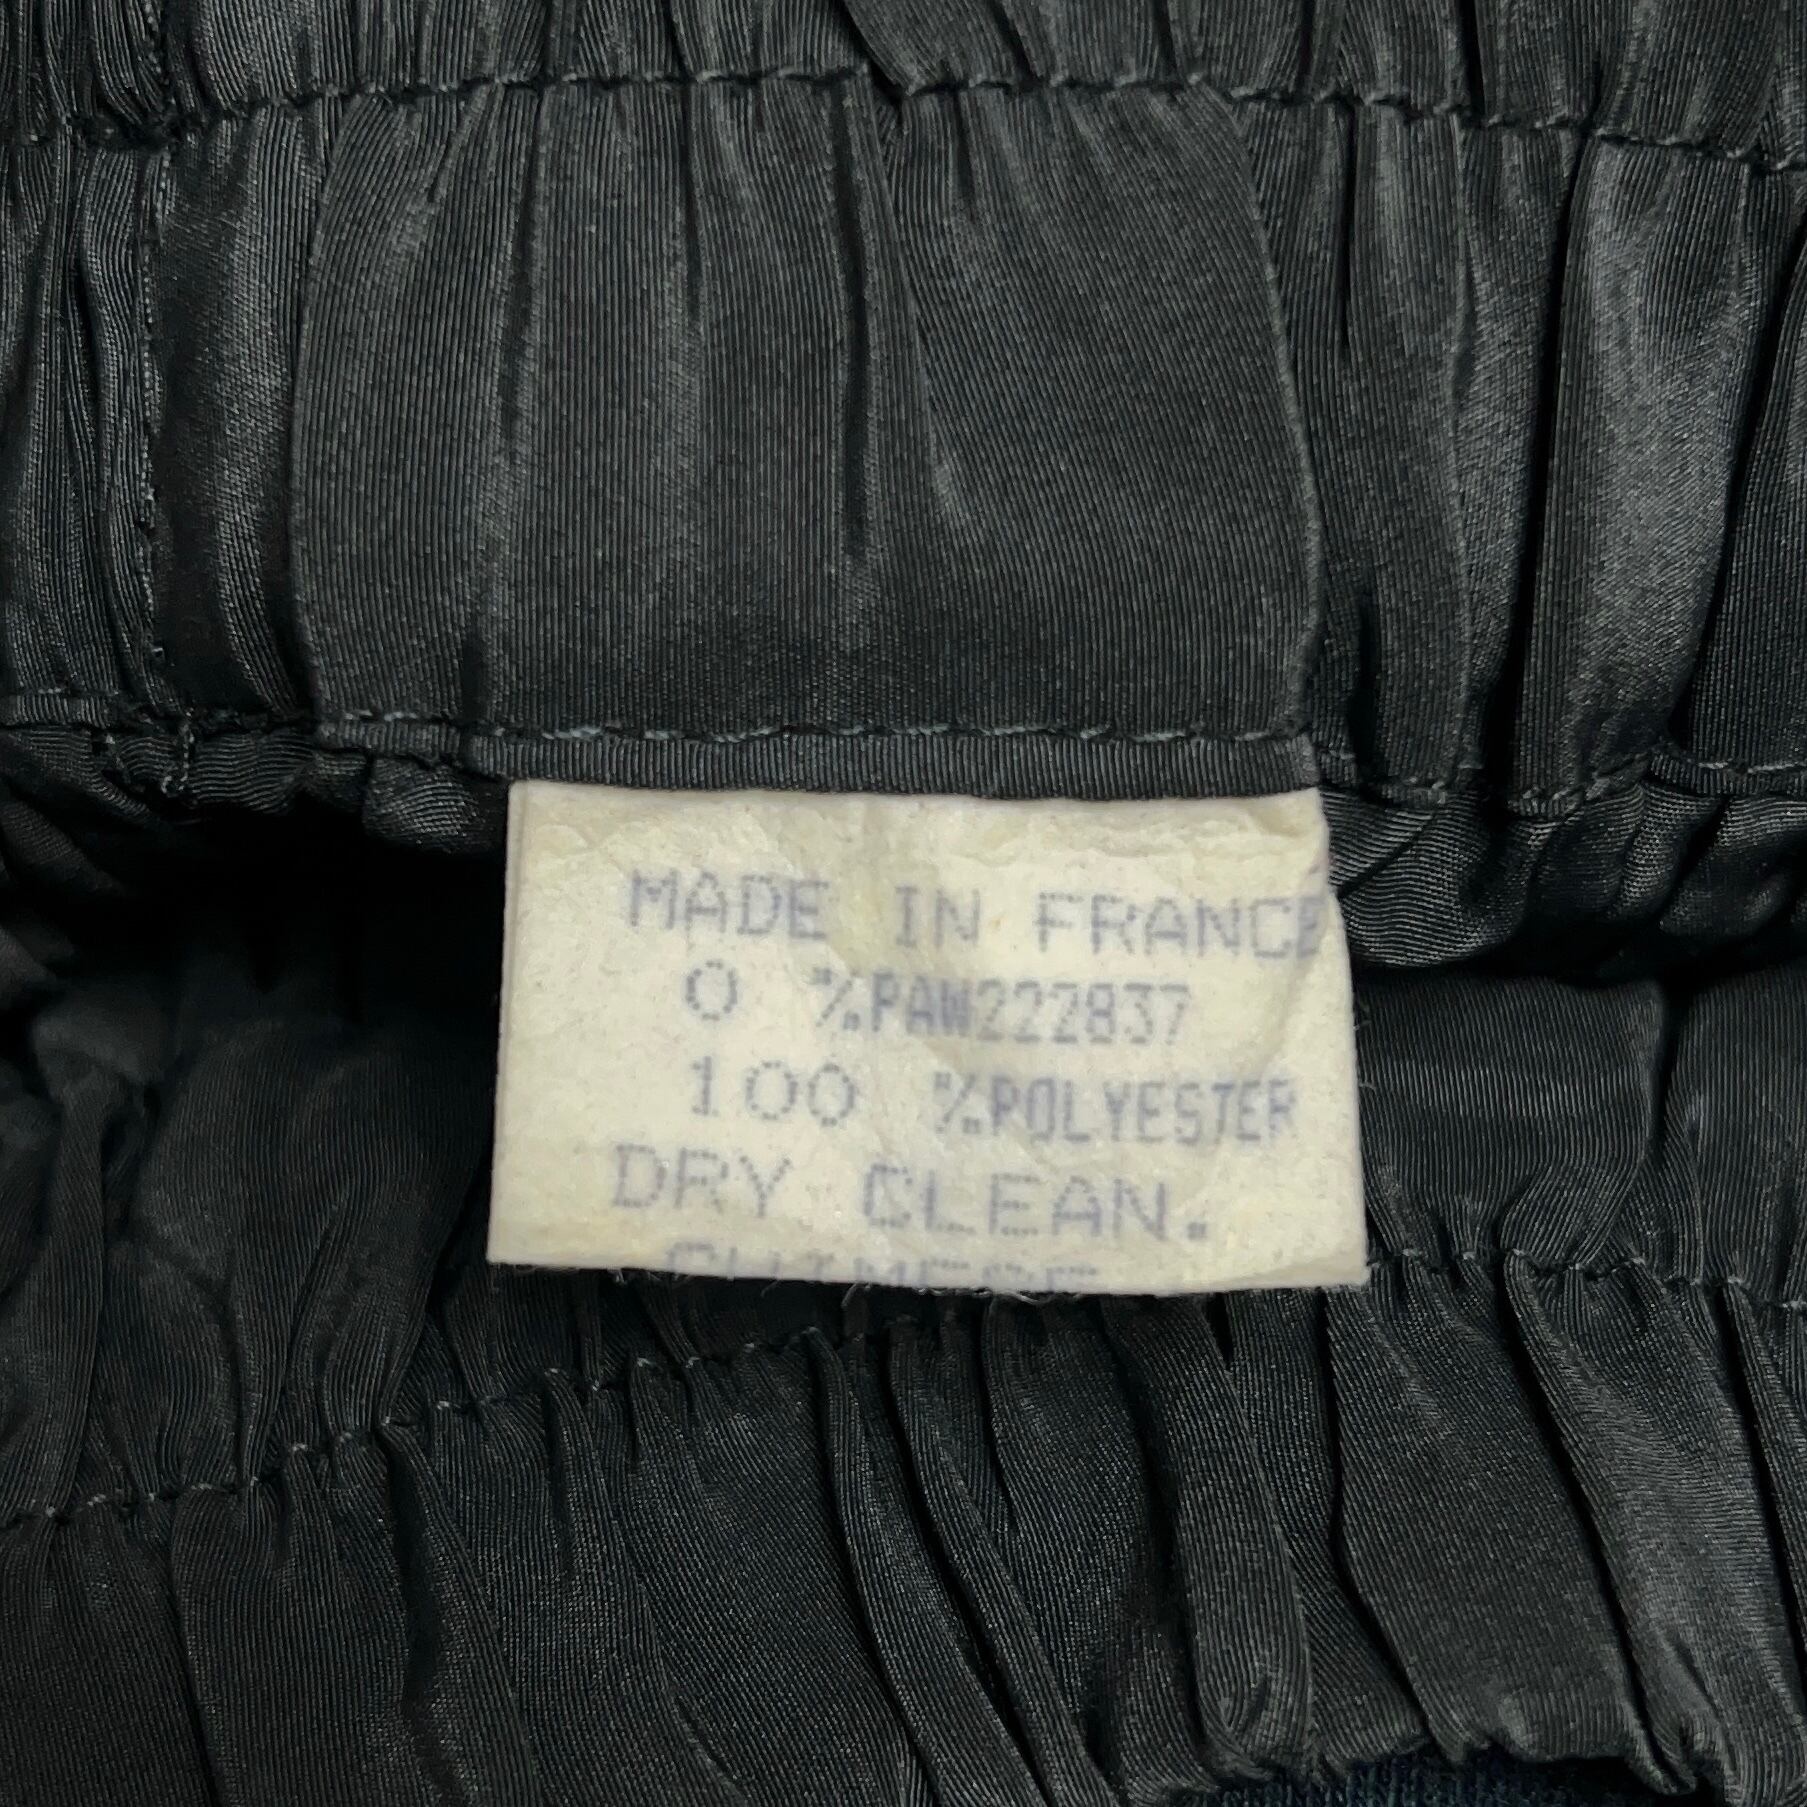 MADE IN FRANCE
0 %PAW222837
100 %POLYESTER
DRY CLEAN.